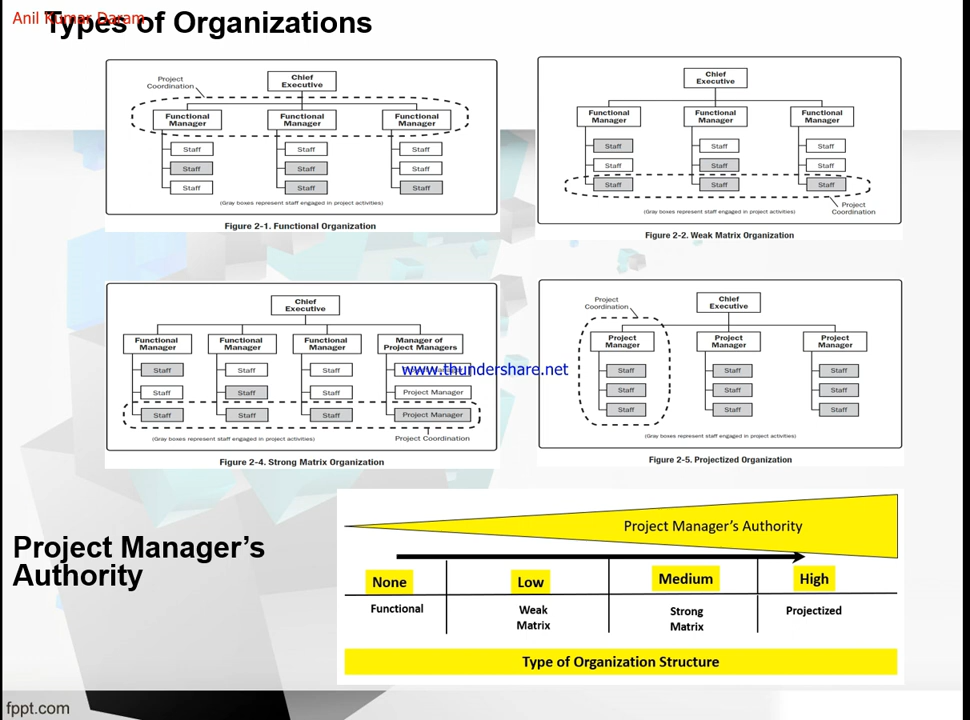 Anil Kumar Daram
Types of Organizations
Project
Coordination
Chief
Executive
Functional
Manager
Functional
Manager
Functional
Manager
Staff
Staff
Staff
Staff
Staff
Staff
Staff
Staff
Staff
(Gray boxes represent staff engaged in project activities)
Figure 2-1. Functional Organization
Chief
Executive
Functional
Manager
Functional
Manager
Functional
Manager
Staff
Staff
Staff
Staff
Staff
Staff
Staff
Staff
Staff
Project
Coordination
(Gray boxes represent staff engaged in project activities)
Figure 2-2. Weak Matrix Organization
Chief
Executive
Functional
Manager
Functional
Manager
Functional
Manager
Manager of
Project Managers
Staff
Staff
Staff
www.thundershare.net
Staff
Staff
Staff
Project Manager
Staff
Staff
Staff
Project Manager
(Gray boxes represent staff engaged in project activities)
Project Coordination
Figure 2-4. Strong Matrix Organization
Project
Coordination
Chief
Executive
Project
Manager
Project
Manager
Project
Manager
Staff
Staff
Staff
Staff
Staff
Staff
Staff
Staff
Staff
(Gray boxes represent staff engaged in project activities)
Figure 2-5. Projectized Organization
Project Manager's
Authority
Project Manager's Authority
None
Low
Medium
High
Functional
Weak
Matrix
Strong
Matrix
Projectized
Type of Organization Structure
fppt.com